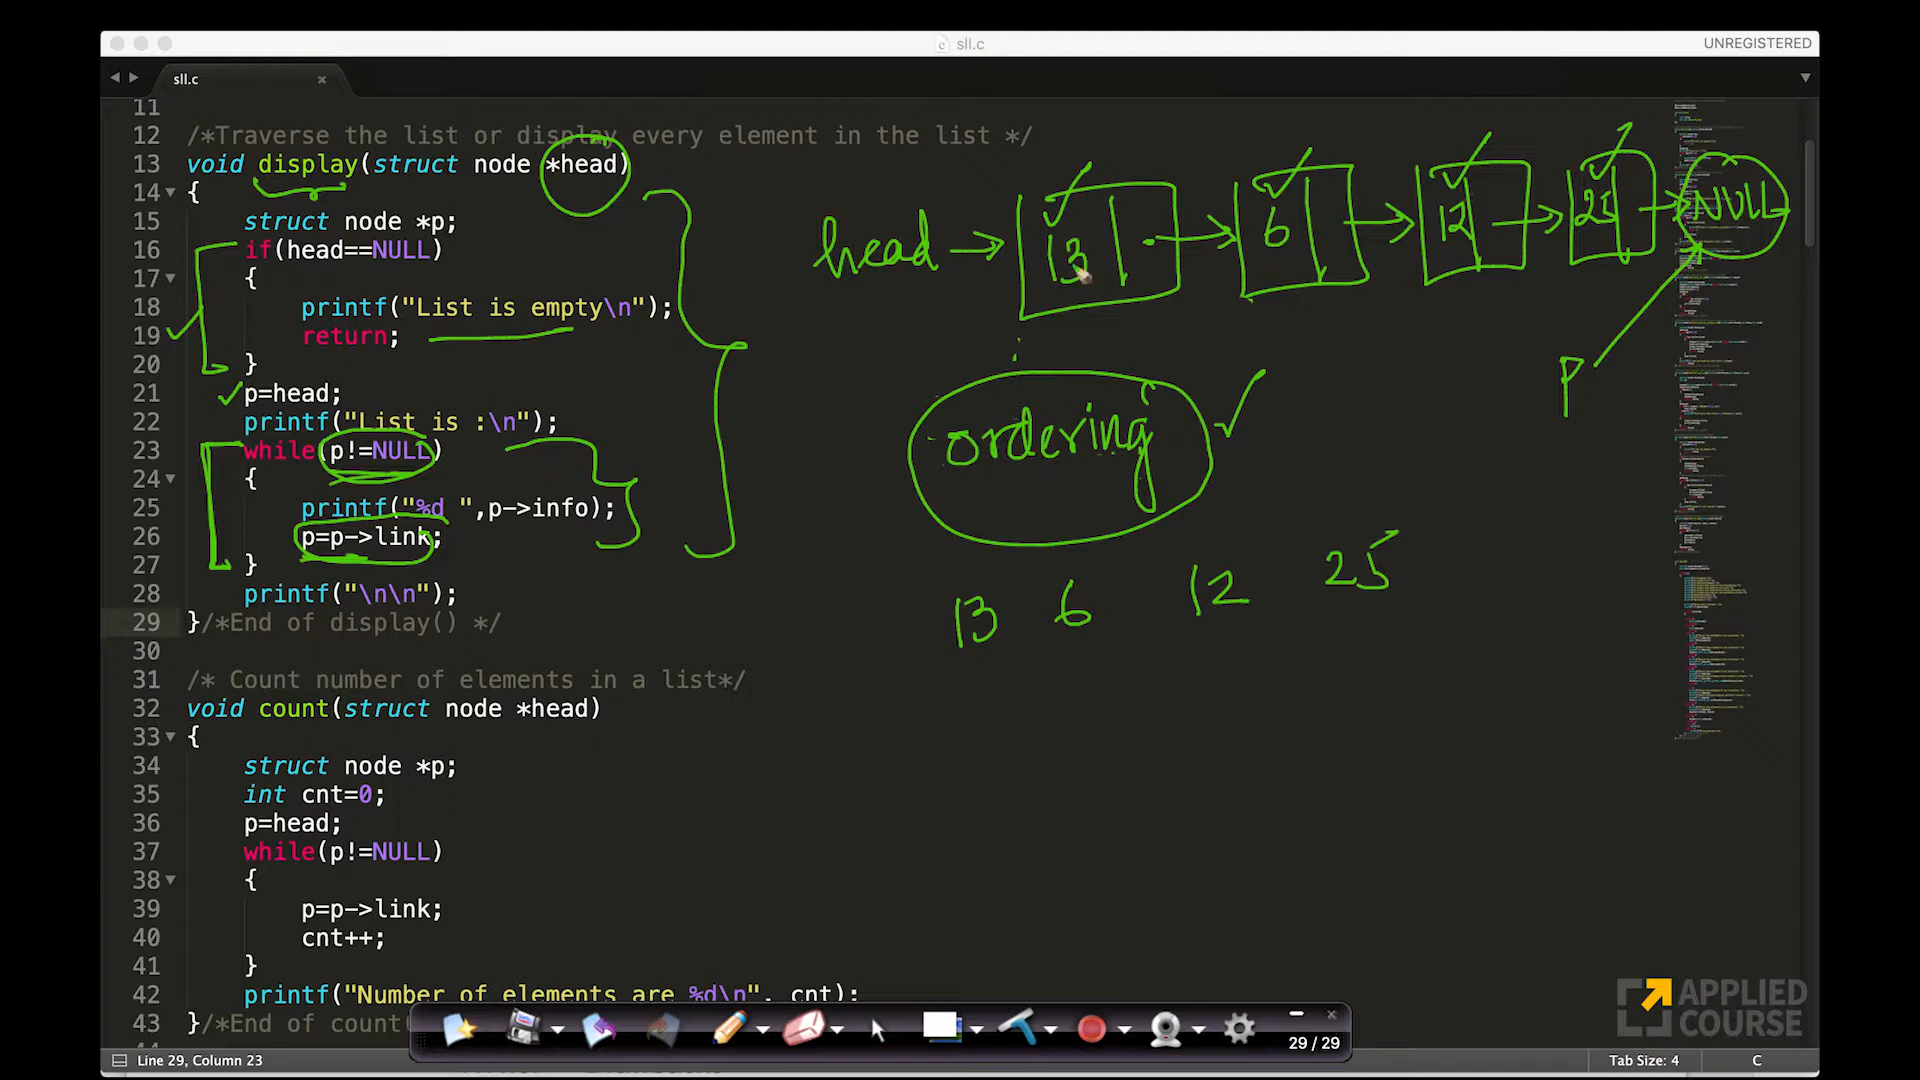 sll.c
UNREGISTERED
sll.c
11
12 /*Traverse the list or display every element in the list */
13 void display(struct node *head)
14 {
15 struct node *p;
16 if(head==NULL)
17 {
18 printf("List is empty\n");
19 return;
20 }
21 p=head;
22 printf("List is :\n");
23 while(p!=NULL)
24 {
25 printf("%d ",p->info);
26 p=p->link;
27 }
28 printf("\n\n");
29 }/*End of display() */
30
31 /* Count number of elements in a list*/
32 void count(struct node *head)
33 {
34 struct node *p;
35 int cnt=0;
36 p=head;
37 while(p!=NULL)
38 {
39 p=p->link;
40 cnt++;
41 }
42 printf("Number of elements are %d\n", cnt);
43 }/*End of count(
head 13 6 12 25 NULL
P
ordering
13 6 12 25
APPLIED
COURSE
29 / 29
Line 29, Column 23
Tab Size: 4
C